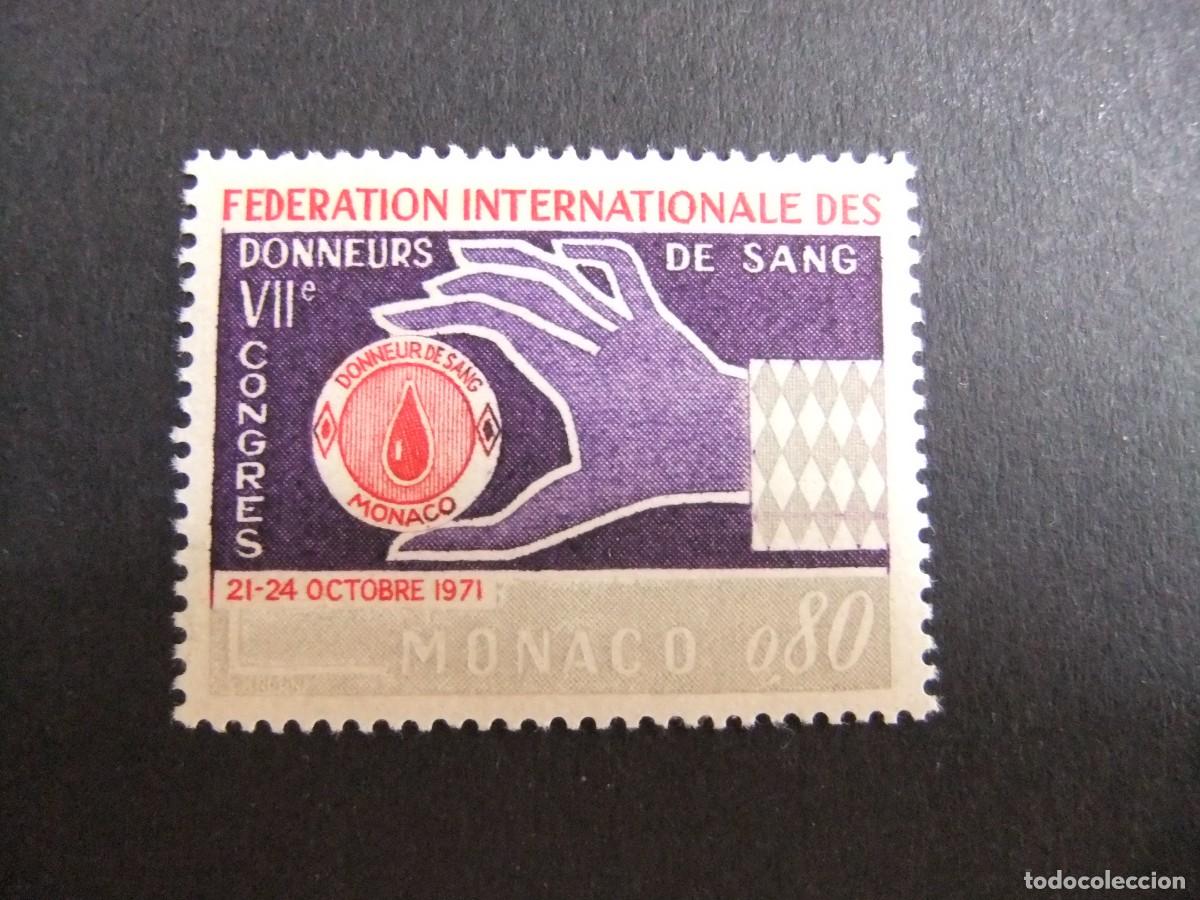 FEDERATION INTERNATIONALE DES
DONNEURS DE SANG
VIIe
CONGRES
DONNEUR DE SANG
MONACO
21-24 OCTOBRE 1971
MONACO 0,80
todocoleccion